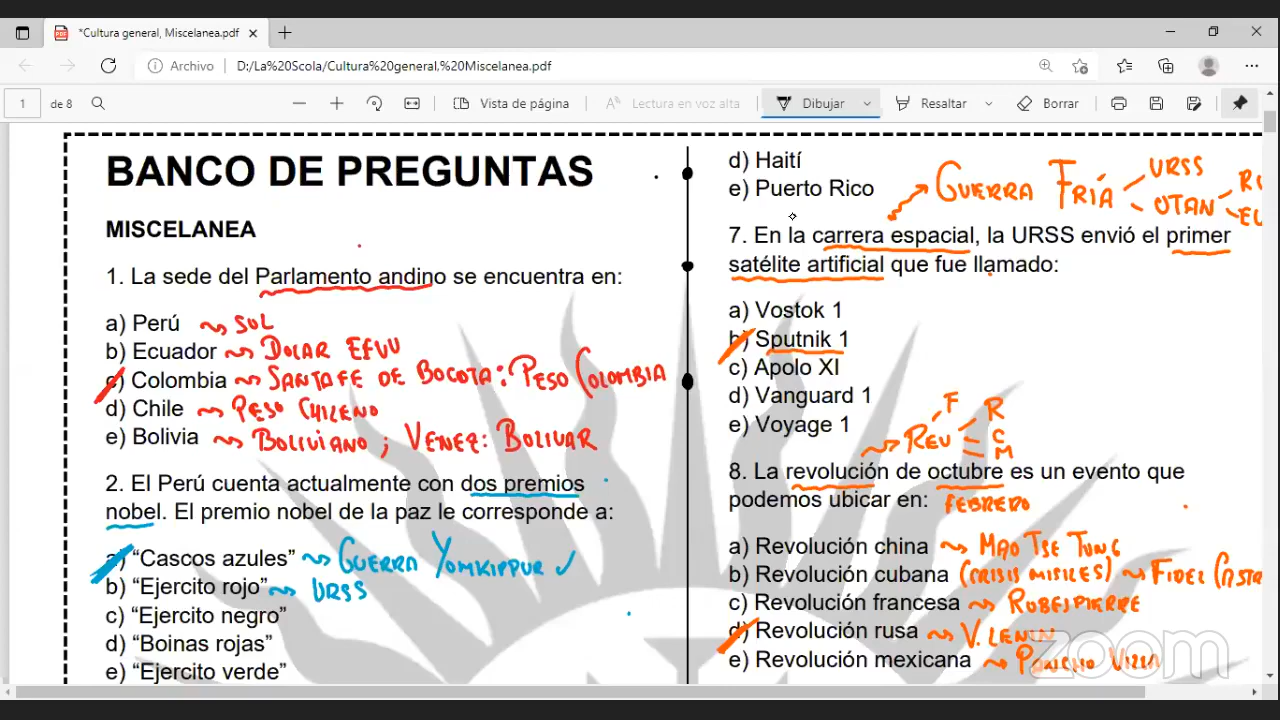 *Cultura general, Miscelanea.pdf
Archivo D:/La%20Scola/Cultura%20general,%20Miscelanea.pdf
1 de 8 Vista de página Lectura en voz alta Dibujar Resaltar Borrar
BANCO DE PREGUNTAS
MISCELANEA
1. La sede del Parlamento andino se encuentra en:
a) Perú SOL
b) Ecuador DOLAR EEUU
c) Colombia SANTAFE DE BOGOTA: PESO COLOMBIA
d) Chile PESO CHILENO
e) Bolivia BOLIVIANO ; VENEZ: BOLIVAR
2. El Perú cuenta actualmente con dos premios
nobel. El premio nobel de la paz le corresponde a:
a) “Cascos azules” GUERRA YOMKIPPUR
b) “Ejercito rojo” URSS
c) “Ejercito negro”
d) “Boinas rojas”
e) “Ejercito verde”
d) Haití
e) Puerto Rico
GUERRA FRIA URSS
OTAN
7. En la carrera espacial, la URSS envió el primer
satélite artificial que fue llamado:
a) Vostok 1
b) Sputnik 1
c) Apolo XI
d) Vanguard 1
e) Voyage 1
REV F R
C
M
8. La revolución de octubre es un evento que
podemos ubicar en: FEBRERO
a) Revolución china MAO TSE TUNG
b) Revolución cubana (CRISIS MISILES) FIDEL CASTR
c) Revolución francesa ROBESPIERRE
d) Revolución rusa V. LENIN
e) Revolución mexicana PONCHO VILLA
zoom